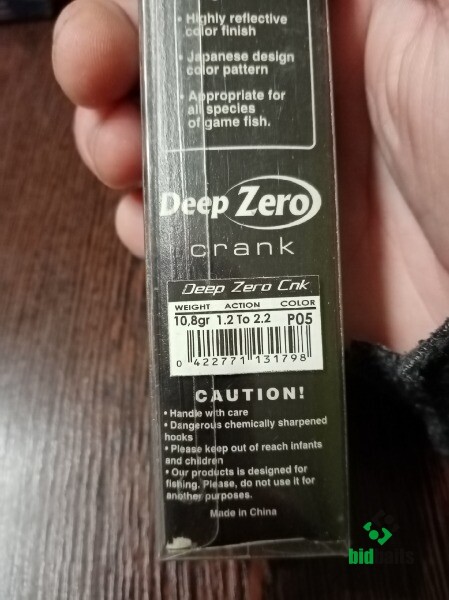 • Highly reflective
color finish
• Japanese design
color pattern
• Appropriate for
all species
of game fish.
Deep Zero
crank
Deep Zero Cnk
WEIGHT ACTION COLOR
10,8gr 1.2 To 2.2 P05
0 422771 131798
CAUTION!
• Handle with care
• Dangerous chemically sharpened
hooks
• Please keep out of reach infants
and children
• Our products is designed for
fishing. Please, do not use it for
another purposes.
Made in China
bidbaits